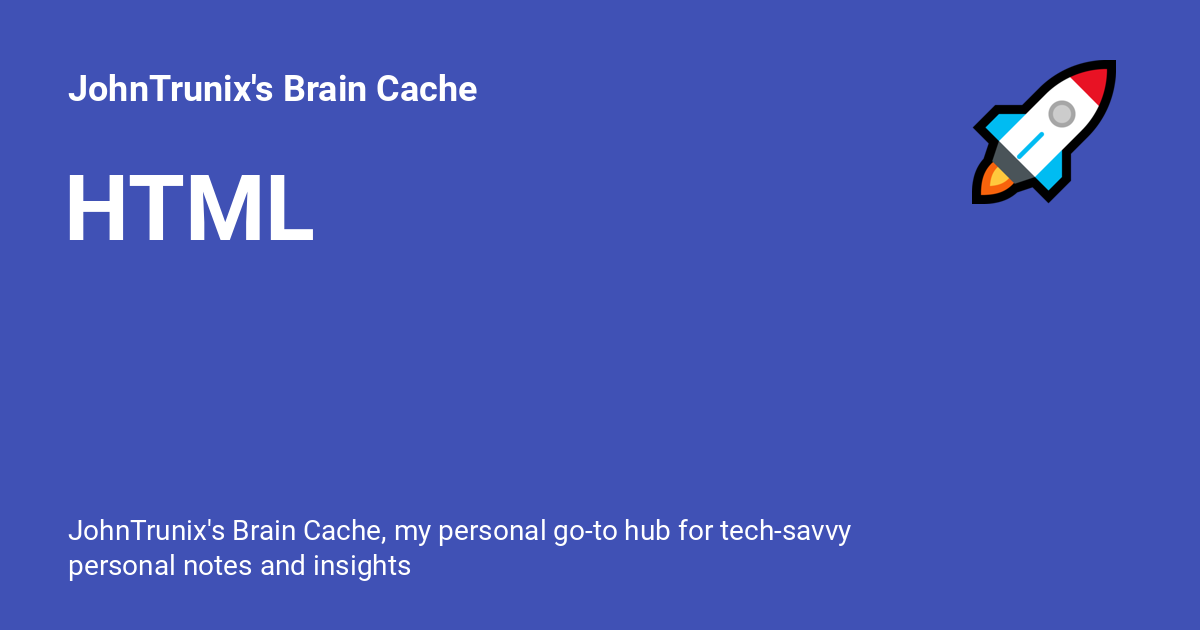 JohnTrunix's Brain Cache
HTML
JohnTrunix's Brain Cache, my personal go-to hub for tech-savvy
personal notes and insights